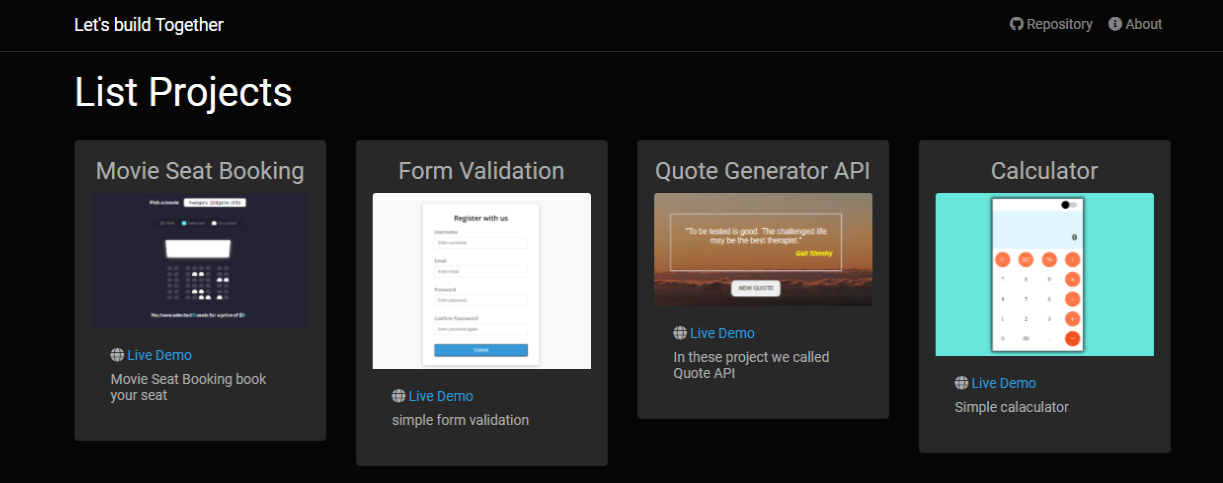 Let's build Together
Repository
About
List Projects
Movie Seat Booking
Pick a movie
Avengers: Endgame ($10)
N/A
Selected
Occupied
You have selected 0 seats for a price of $0
Live Demo
Movie Seat Booking book
your seat
Form Validation
Register with us
Username
Enter username
Email
Enter email
Password
Enter password
Confirm Password
Enter password again
Submit
Live Demo
simple form validation
Quote Generator API
"To be tested is good. The challenged life
may be the best therapist."
Gail Sheehy
NEW QUOTE
Live Demo
In these project we called
Quote API
Calculator
0
C AC % /
7 8 9 x
4 5 6 -
1 2 3 +
0 00 . =
Live Demo
Simple calaculator